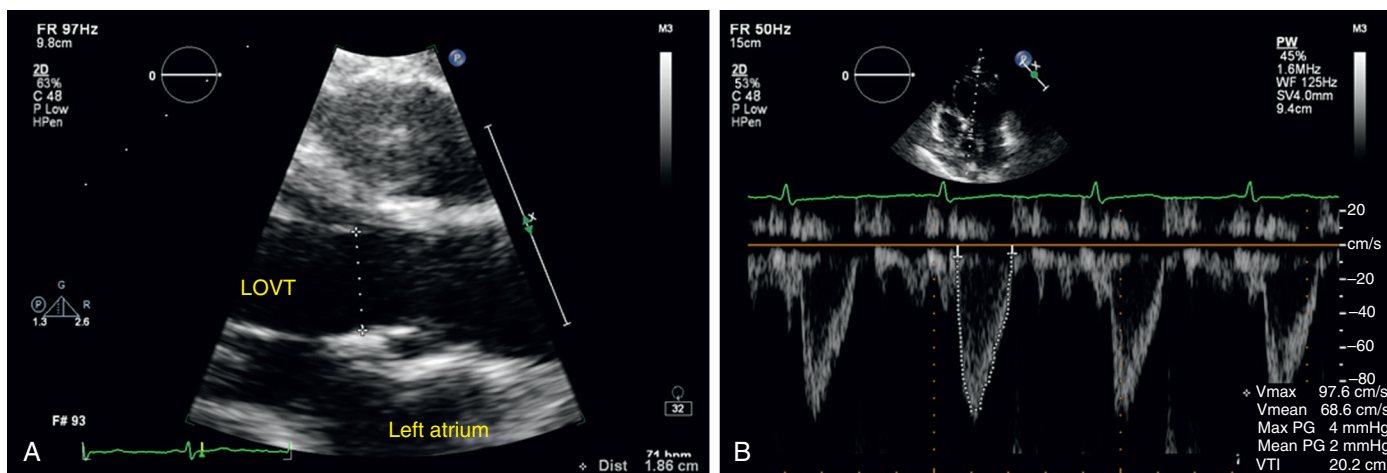 FR 97Hz
9.8cm
M3
P
2D
63%
C 48
P Low
HPen
0
x
LOVT
G
P R
1.3 2.6
Left atrium
F# 93
32
A
71 bpm
Dist 1.86 cm
FR 50Hz
15cm
M3
P
x
2D
53%
C 48
P Low
HPen
0
PW
45%
1.6MHz
WF 125Hz
SV4.0mm
9.4cm
20
cm/s
-20
-40
-60
-80
Vmax 97.6 cm/s
Vmean 68.6 cm/s
Max PG 4 mmHg
Mean PG 2 mmHg
VTI 20.2 cm
B